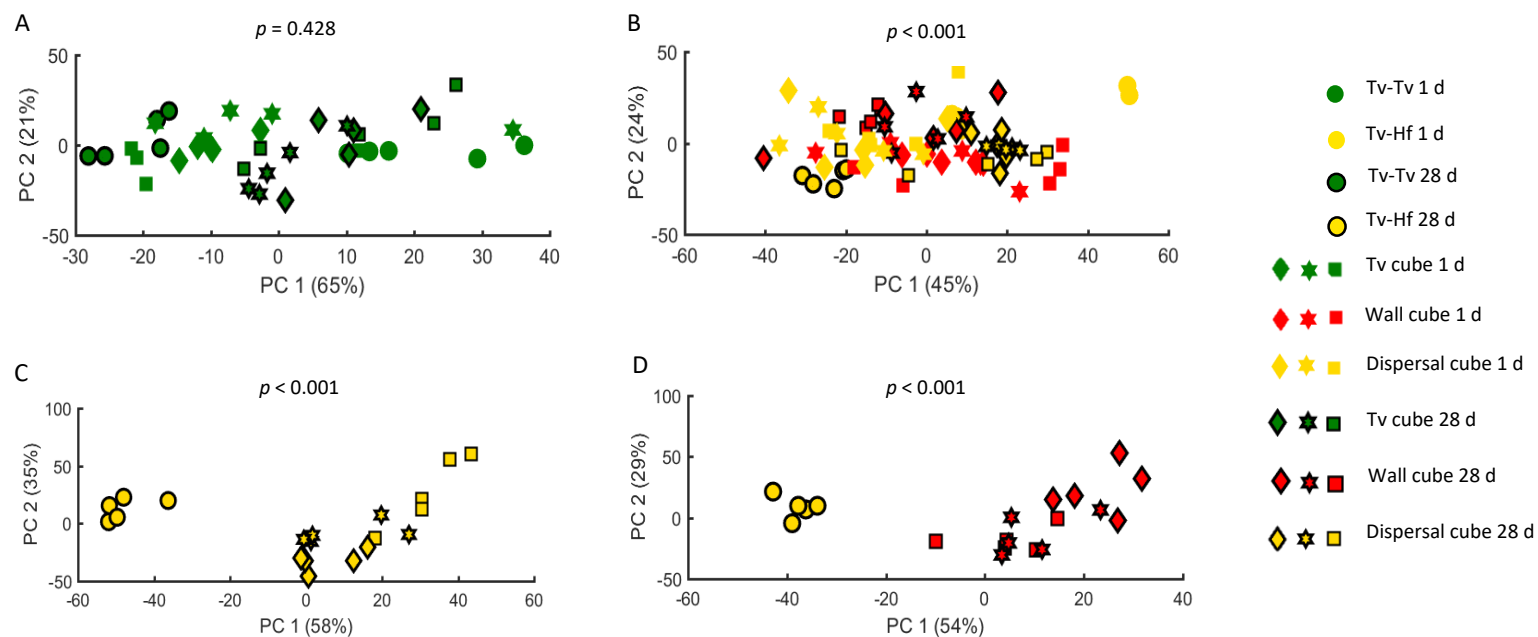 A
p = 0.428
PC 2 (21%)
50
0
-50
-30
-20
-10
0
10
20
30
40
PC 1 (65%)
B
p < 0.001
PC 2 (24%)
50
0
-50
-60
-40
-20
0
20
40
60
PC 1 (45%)
C
p < 0.001
PC 2 (35%)
100
50
0
-50
-60
-40
-20
0
20
40
60
PC 1 (58%)
D
p < 0.001
PC 2 (29%)
100
50
0
-50
-60
-40
-20
0
20
40
PC 1 (54%)
Tv-Tv 1 d
Tv-Hf 1 d
Tv-Tv 28 d
Tv-Hf 28 d
Tv cube 1 d
Wall cube 1 d
Dispersal cube 1 d
Tv cube 28 d
Wall cube 28 d
Dispersal cube 28 d